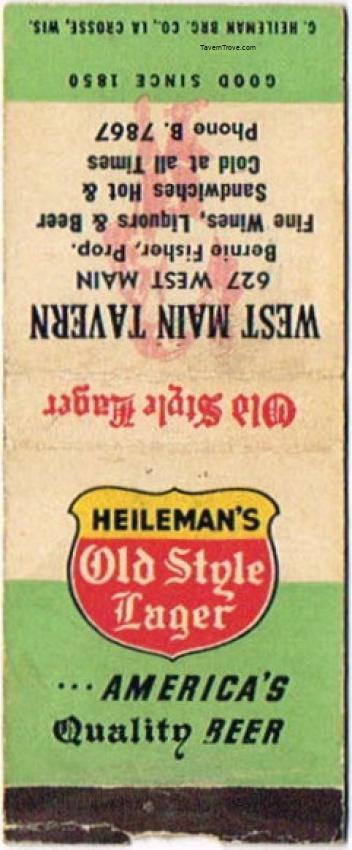 HEILEMAN'S
Old Style
Lager
...AMERICA'S
Quality BEER
Old Style Lager
WEST MAIN TAVERN
627 WEST MAIN
Bernie Fisher, Prop.
Fine Wines, Liquors & Beer
Sandwiches Hot &
Cold at all Times
Phone B. 7867
GOOD SINCE 1850
G. HEILEMAN BRG. CO., LA CROSSE, WIS.
TavernTrove.com